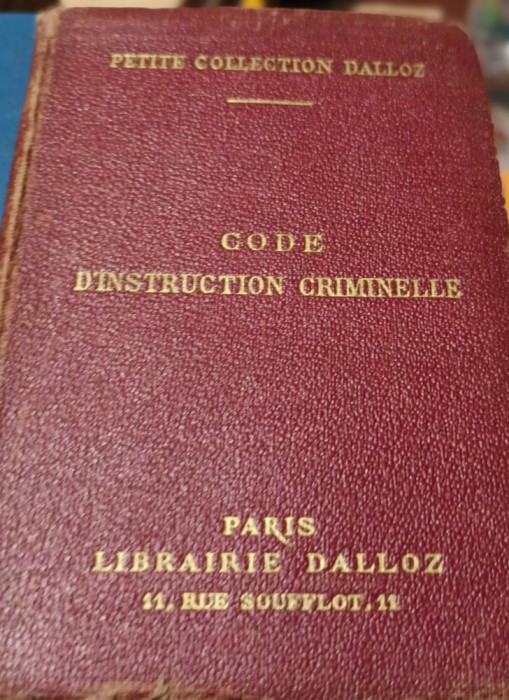 PETITE COLLECTION DALLOZ
CODE
D'INSTRUCTION CRIMINELLE
PARIS
LIBRAIRIE DALLOZ
11, RUE SOUFFLOT, 11